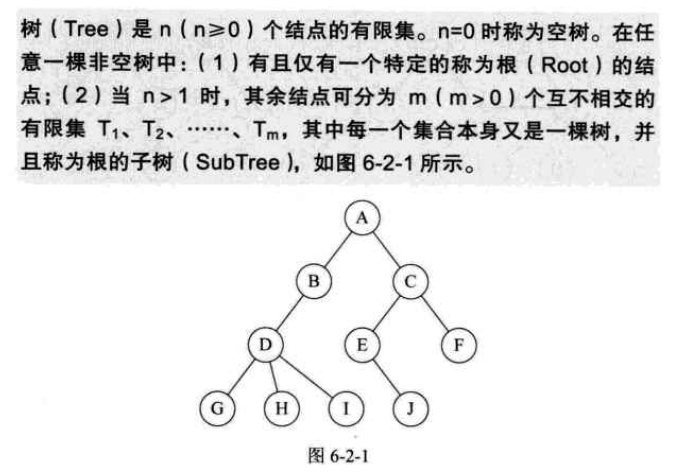 树（Tree）是 n（n≥0）个结点的有限集。n=0 时称为空树。在任
意一棵非空树中：（1）有且仅有一个特定的称为根（Root）的结
点；（2）当 n>1 时，其余结点可分为 m（m>0）个互不相交的
有限集 T₁、T₂、……、Tₘ，其中每一个集合本身又是一棵树，并
且称为根的子树（SubTree），如图 6-2-1 所示。
A
B C
D E F
G H I J
图 6-2-1